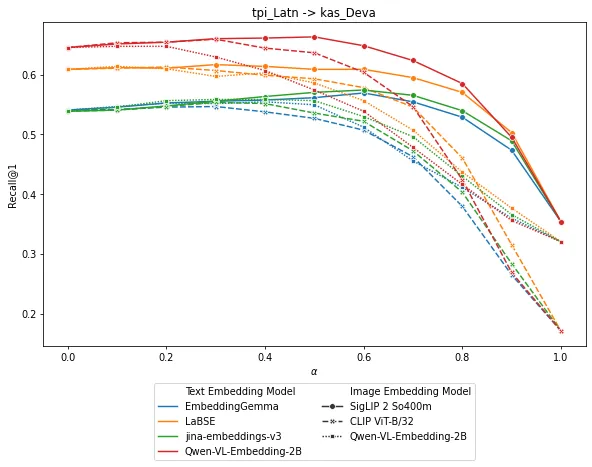 tpi_Latn -> kas_Deva
Recall@1
0.6
0.5
0.4
0.3
0.2
0.0
0.2
0.4
0.6
0.8
1.0
α
Text Embedding Model
EmbeddingGemma
LaBSE
jina-embeddings-v3
Qwen-VL-Embedding-2B
Image Embedding Model
SigLIP 2 So400m
CLIP ViT-B/32
Qwen-VL-Embedding-2B